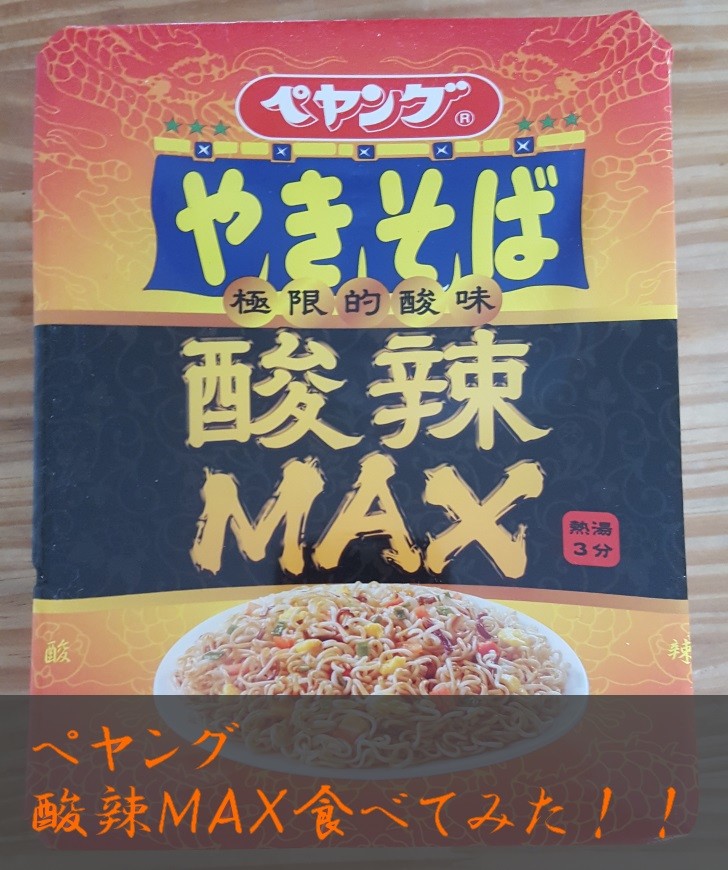 ペヤング®
やきそば
極限的酸味
酸辣
MAX
熱湯
3分
酸
辣
ペヤング
酸辣MAX食べてみた！！